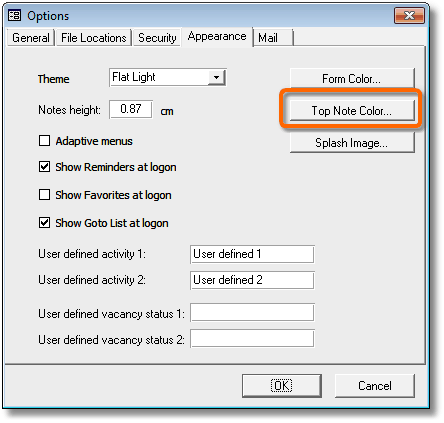 Options
General File Locations Security Appearance Mail
Theme Flat Light Form Color...
Notes height: 0.87 cm Top Note Color...
Adaptive menus Splash Image...
Show Reminders at logon
Show Favorites at logon
Show Goto List at logon
User defined activity 1: User defined 1
User defined activity 2: User defined 2
User defined vacancy status 1:
User defined vacancy status 2:
OK Cancel